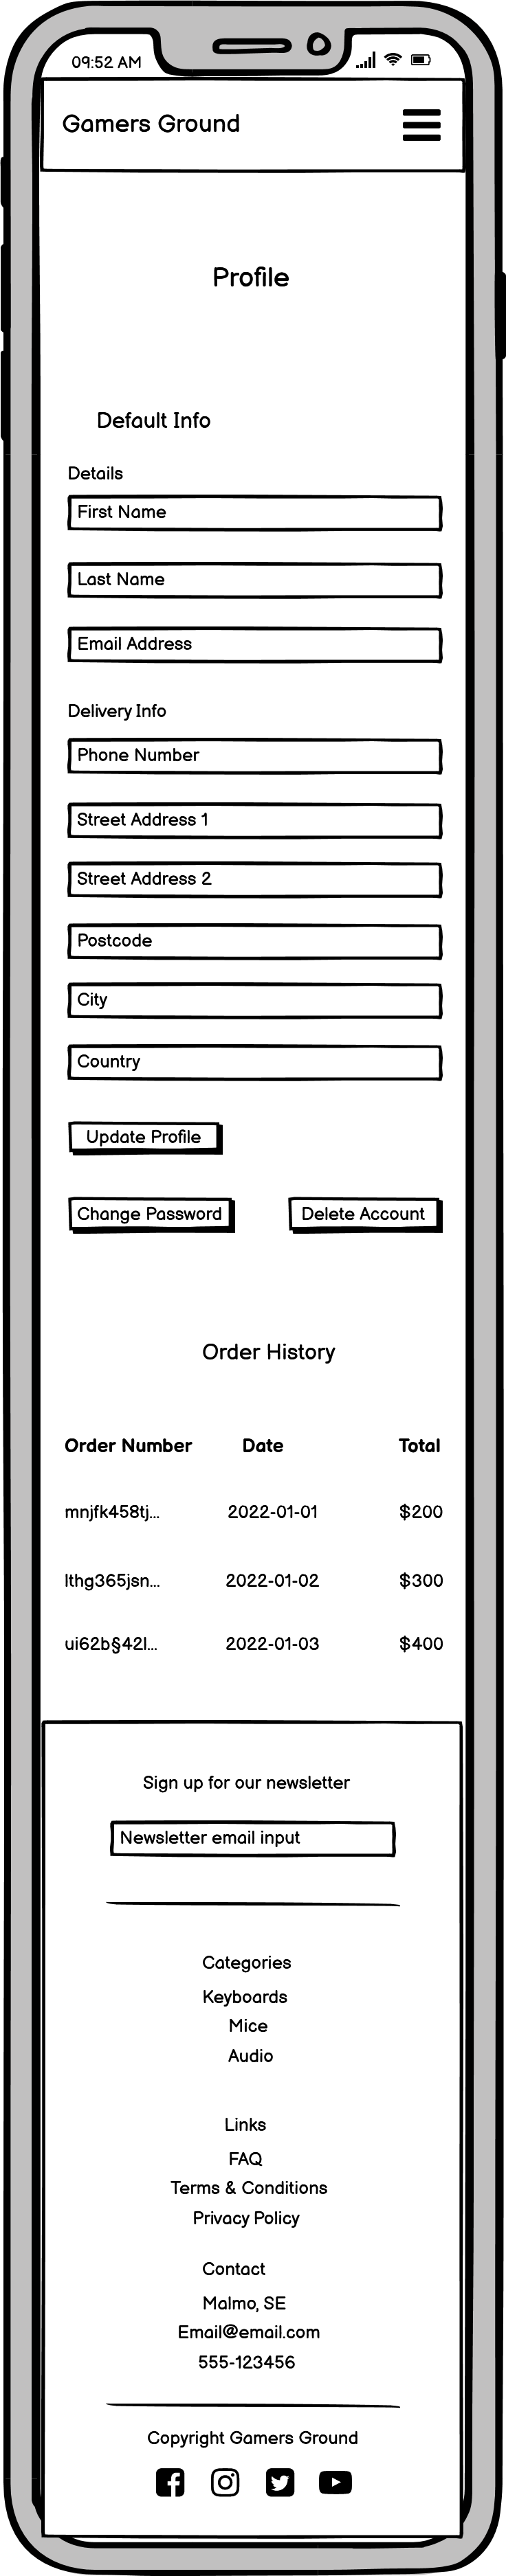 09:52 AM
Gamers Ground
Profile
Default Info
Details
First Name
Last Name
Email Address
Delivery Info
Phone Number
Street Address 1
Street Address 2
Postcode
City
Country
Update Profile
Change Password Delete Account
Order History
Order Number Date Total
mnjfk458tj... 2022-01-01 $200
lthg365jsn... 2022-01-02 $300
ui62b§42l... 2022-01-03 $400
Sign up for our newsletter
Newsletter email input
Categories
Keyboards
Mice
Audio
Links
FAQ
Terms & Conditions
Privacy Policy
Contact
Malmo, SE
Email@email.com
555-123456
Copyright Gamers Ground